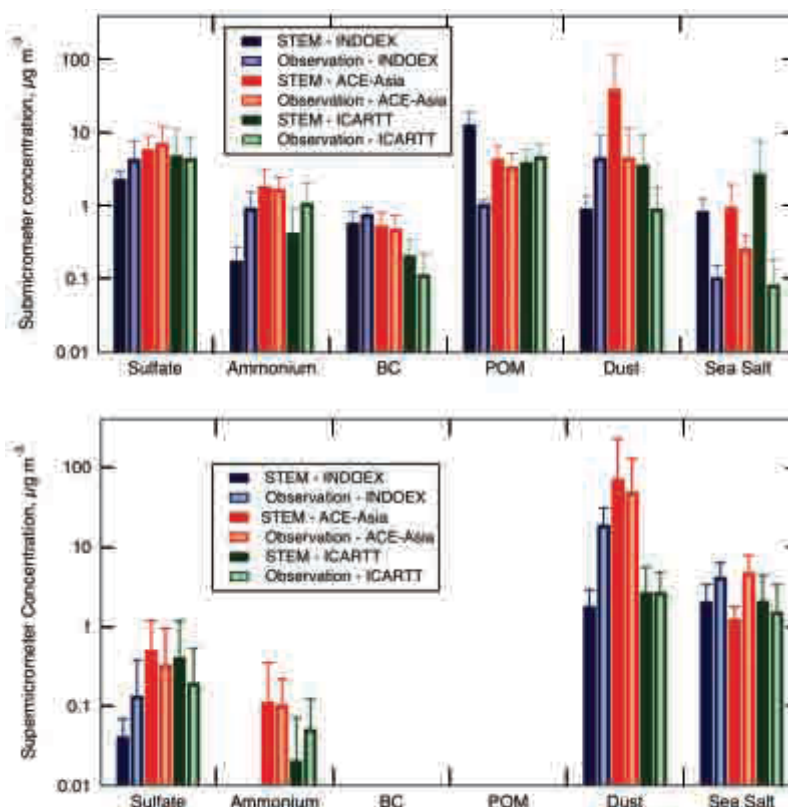 Submicrometer concentration, µg m⁻³
100
10
1
0.1
0.01
STEM - INDOEX
Observation - INDOEX
STEM - ACE-Asia
Observation - ACE-Asia
STEM - ICARTT
Observation - ICARTT
Sulfate Ammonium BC POM Dust Sea Salt
Supermicrometer Concentration, µg m⁻³
100
10
1
0.1
0.01
STEM - INDOEX
Observation - INDOEX
STEM - ACE-Asia
Observation - ACE-Asia
STEM - ICARTT
Observation - ICARTT
Sulfate Ammonium BC POM Dust Sea Salt